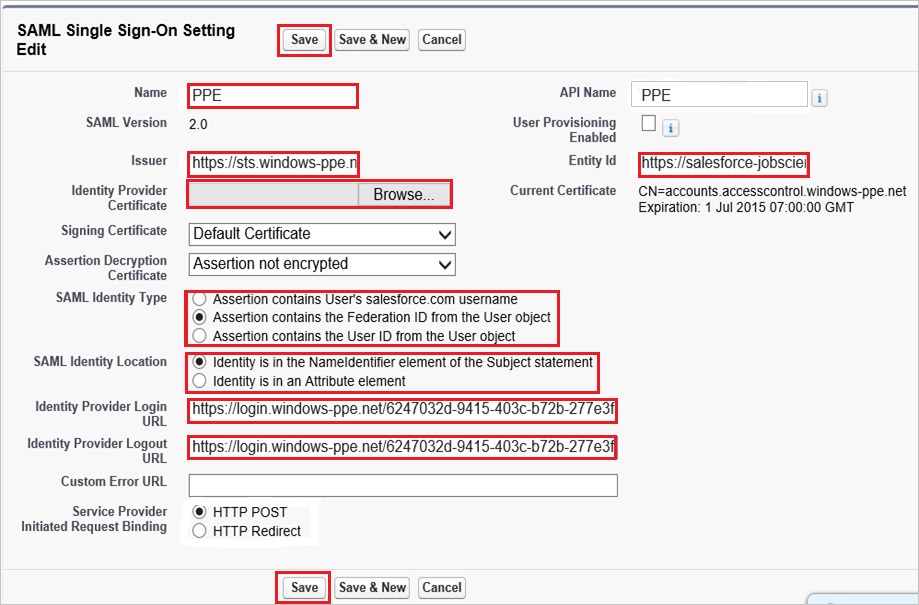 SAML Single Sign-On Setting
Edit
Save
Save & New
Cancel
Name
PPE
API Name
PPE
i
SAML Version
2.0
User Provisioning
Enabled
i
Issuer
https://sts.windows-ppe.n
Entity Id
https://salesforce-jobscie
Identity Provider
Certificate
Browse...
Current Certificate
CN=accounts.accesscontrol.windows-ppe.net
Expiration: 1 Jul 2015 07:00:00 GMT
Signing Certificate
Default Certificate
Assertion Decryption
Certificate
Assertion not encrypted
SAML Identity Type
Assertion contains User's salesforce.com username
Assertion contains the Federation ID from the User object
Assertion contains the User ID from the User object
SAML Identity Location
Identity is in the NameIdentifier element of the Subject statement
Identity is in an Attribute element
Identity Provider Login
URL
https://login.windows-ppe.net/6247032d-9415-403c-b72b-277e3f
Identity Provider Logout
URL
https://login.windows-ppe.net/6247032d-9415-403c-b72b-277e3f
Custom Error URL
Service Provider
Initiated Request Binding
HTTP POST
HTTP Redirect
Save
Save & New
Cancel